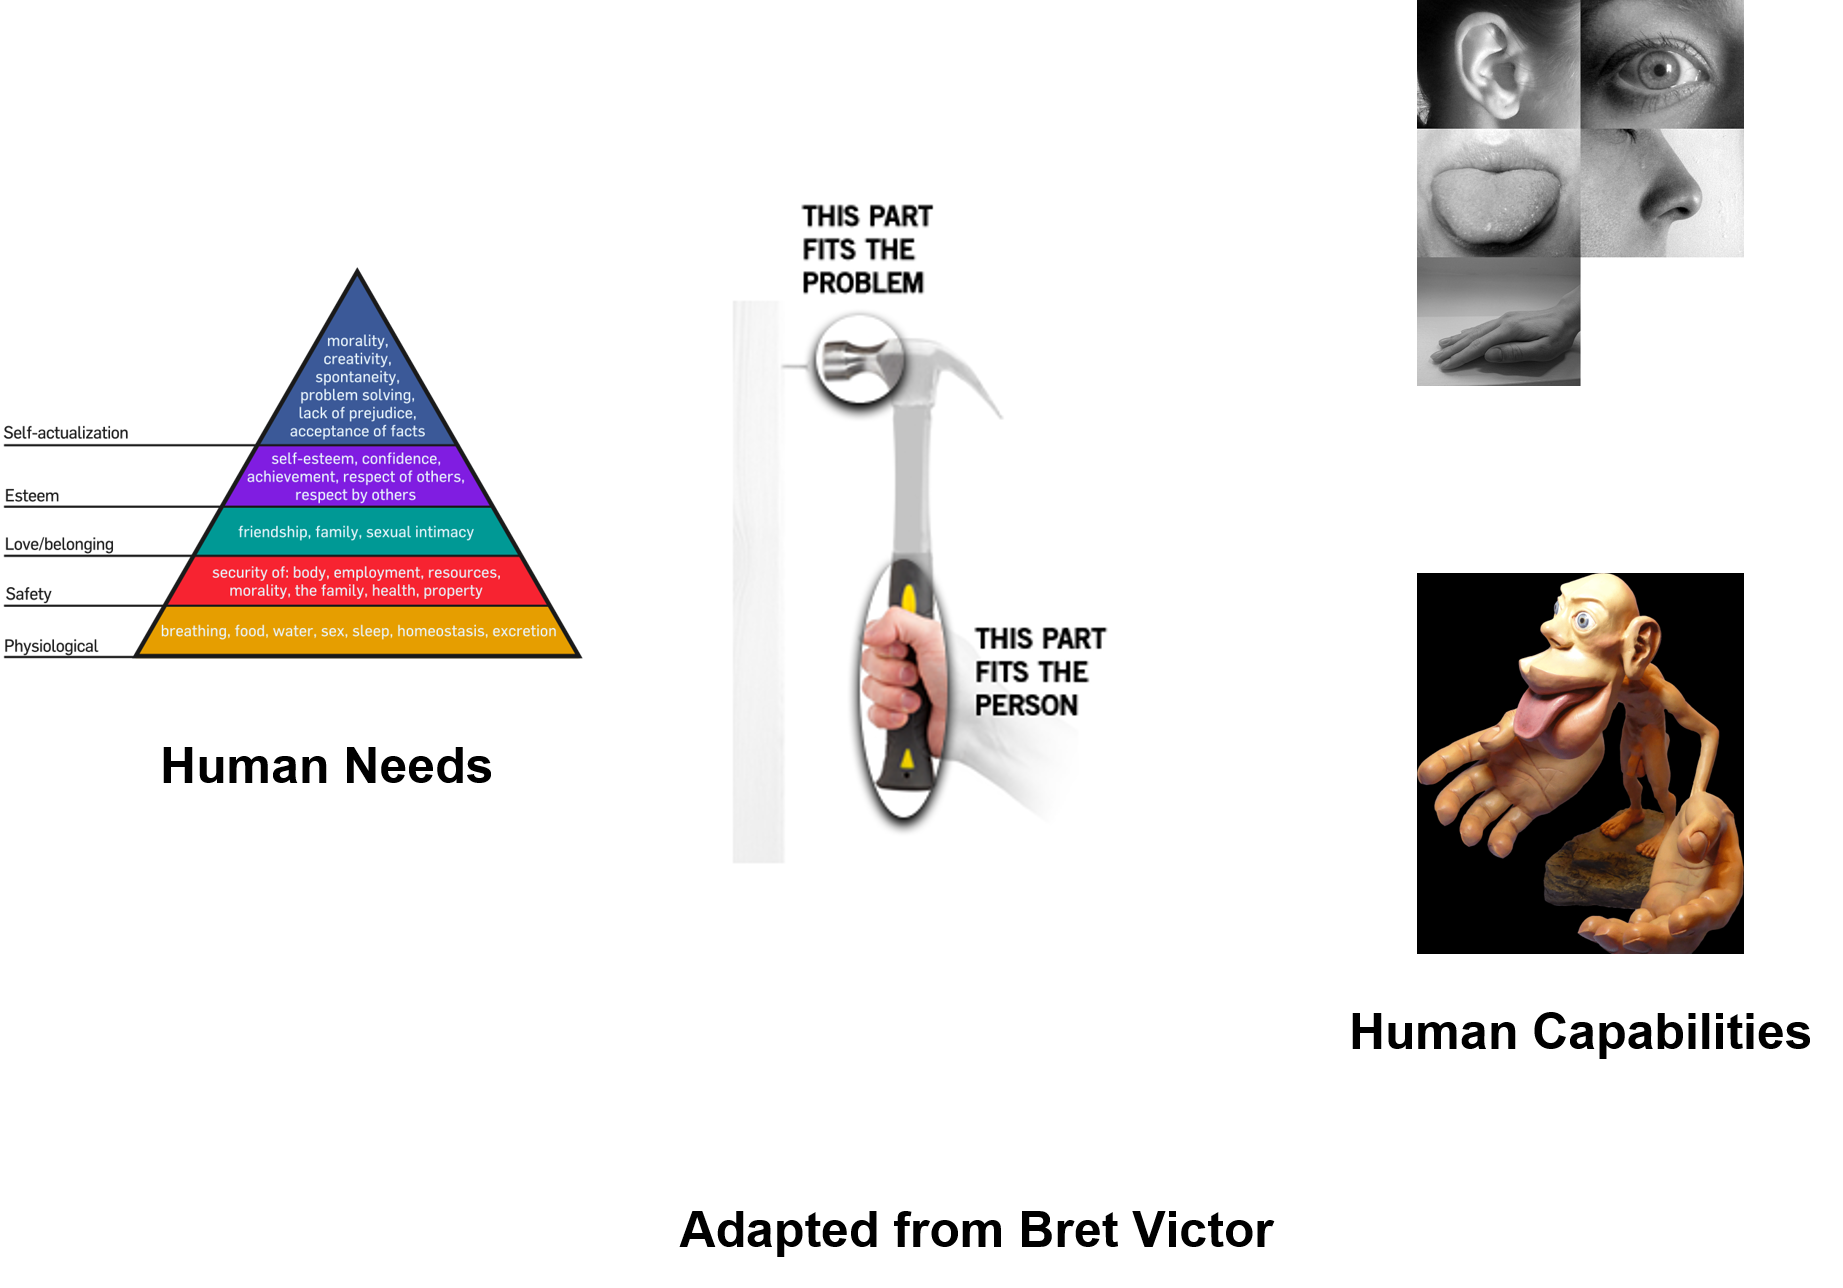 THIS PART
FITS THE
PROBLEM
morality,
creativity,
spontaneity,
problem solving,
lack of prejudice,
acceptance of facts
Self-actualization
self-esteem, confidence,
achievement, respect of others,
respect by others
Esteem
friendship, family, sexual intimacy
Love/belonging
security of: body, employment, resources,
morality, the family, health, property
Safety
breathing, food, water, sex, sleep, homeostasis, excretion
Physiological
THIS PART
FITS THE
PERSON
Human Needs
Human Capabilities
Adapted from Bret Victor